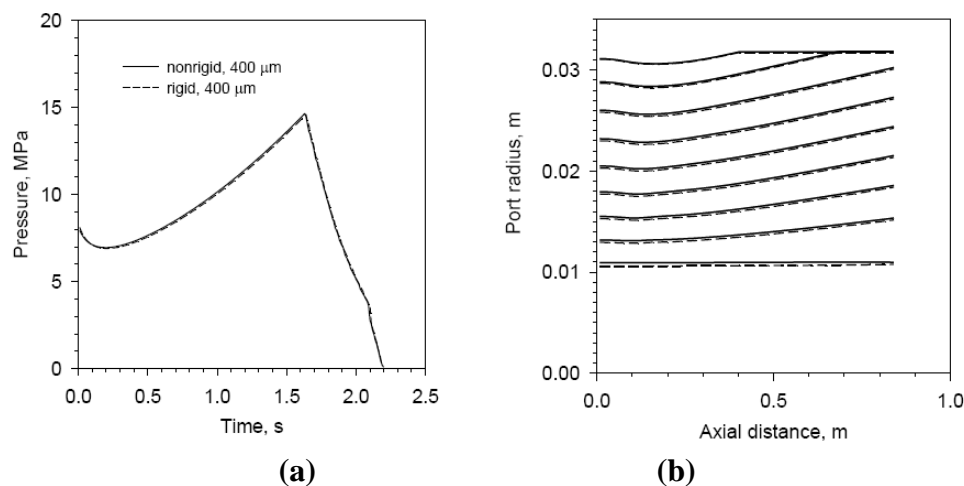 20
15
10
5
0
Pressure, MPa
nonrigid, 400 μm
rigid, 400 μm
0.0 0.5 1.0 1.5 2.0 2.5
Time, s
(a)
0.03
0.02
0.01
0.00
Port radius, m
0.0 0.5 1.0
Axial distance, m
(b)